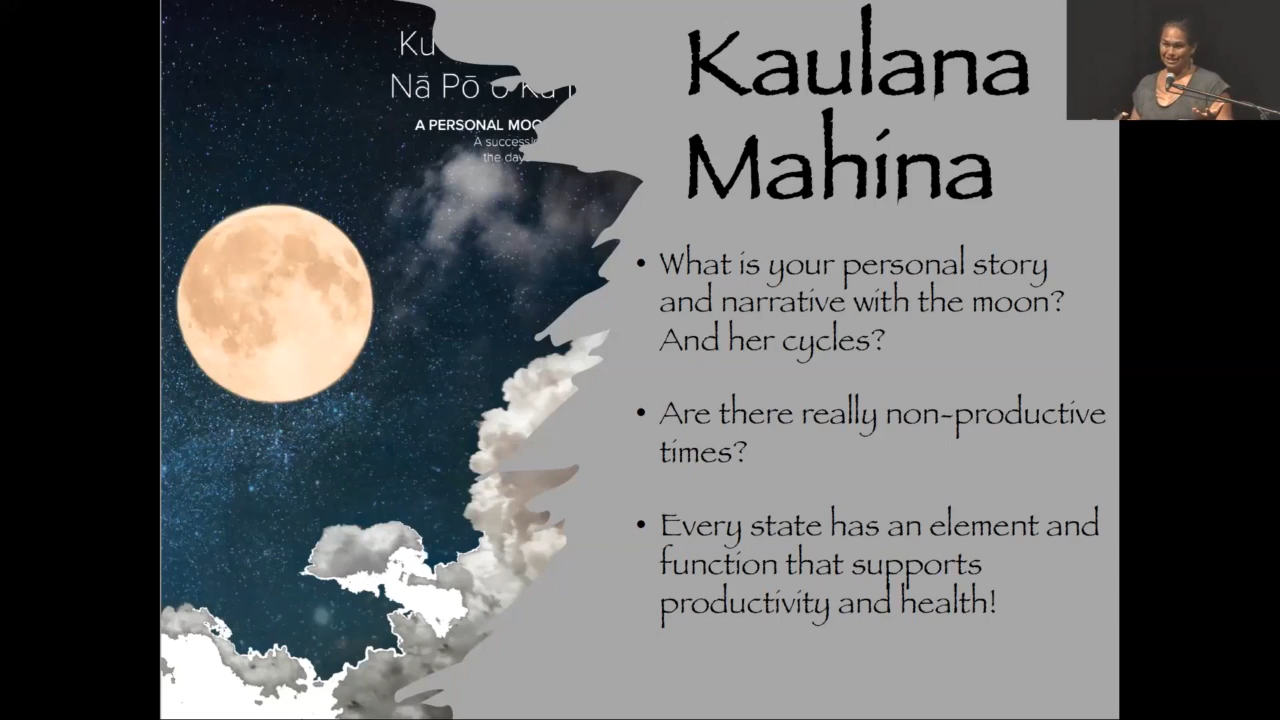 Ku
Nā Pō o Ka
A PERSONAL
A
the day
Kaulana
Mahina
• What is your personal story
and narrative with the moon?
And her cycles?
• Are there really non-productive
times?
• Every state has an element and
function that supports
productivity and health!